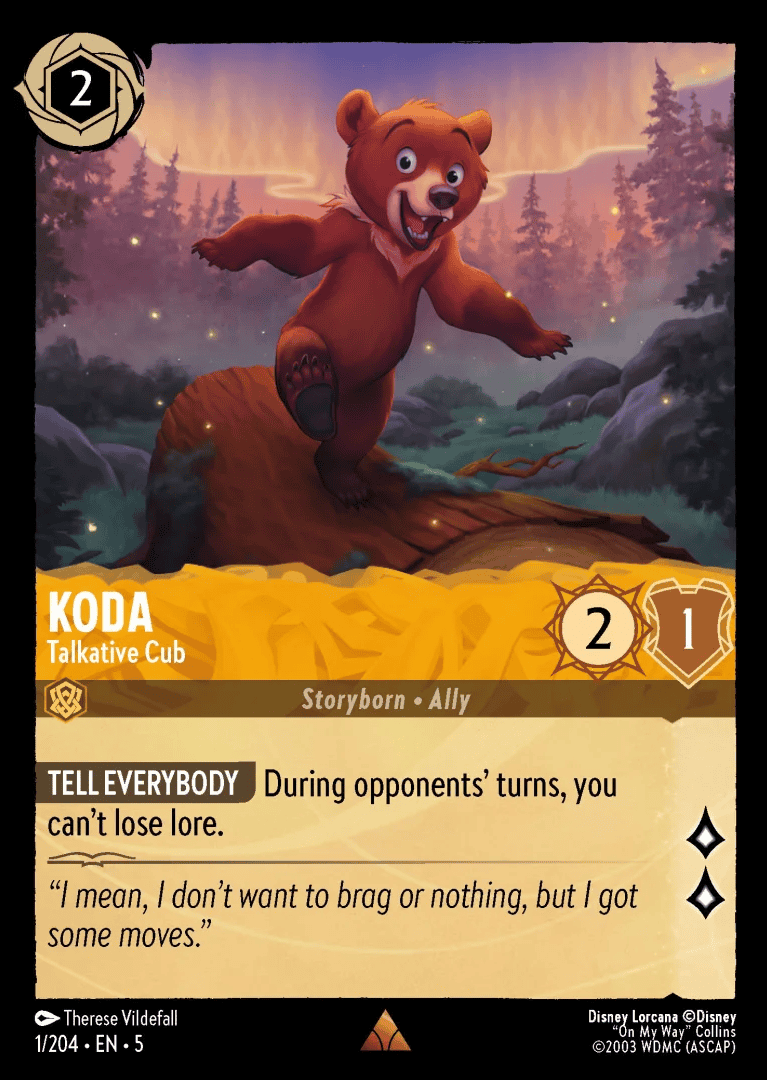 2
KODA
Talkative Cub
2
1
Storyborn • Ally
TELL EVERYBODY During opponents’ turns, you
can’t lose lore.
“I mean, I don’t want to brag or nothing, but I got
some moves.”
Therese Vildefall
1/204 • EN • 5
Disney Lorcana ©Disney
“On My Way” Collins
©2003 WDMC (ASCAP)